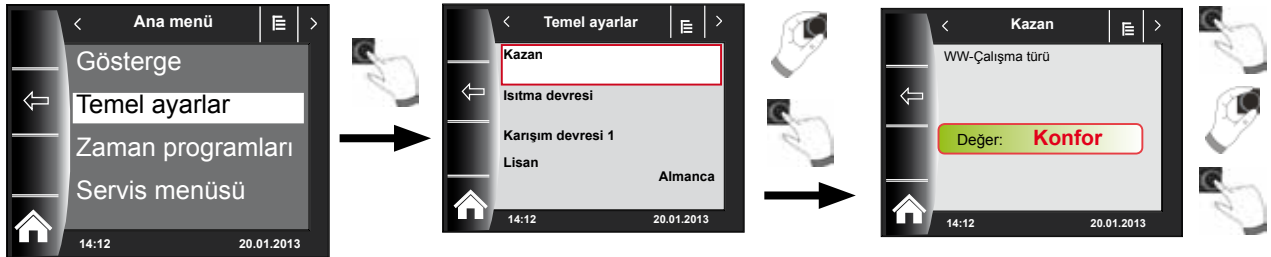 Ana menü
Gösterge
Temel ayarlar
Zaman programları
Servis menüsü
14:12 20.01.2013
Temel ayarlar
Kazan
Isıtma devresi
Karışım devresi 1
Lisan
Almanca
14:12 20.01.2013
Kazan
WW-Çalışma türü
Değer: Konfor
14:12 20.01.2013